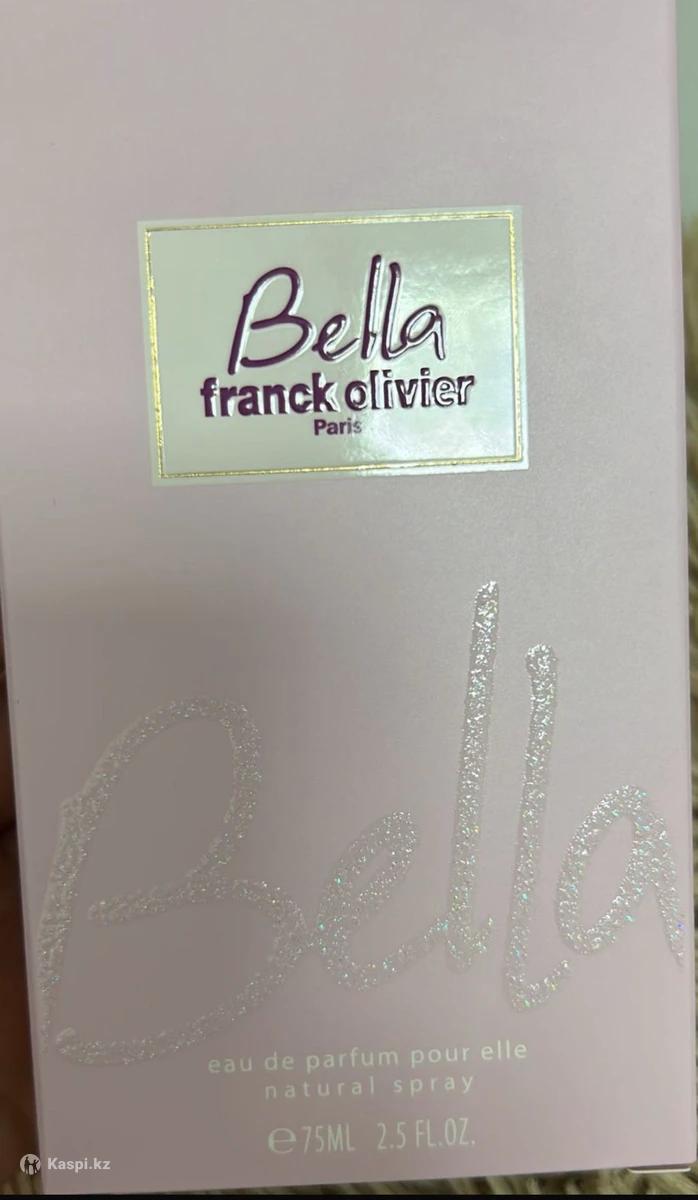 Bella
franck olivier
Paris
Bella
eau de parfum pour elle
natural spray
℮75ML 2.5 FL.OZ.
Kaspi.kz